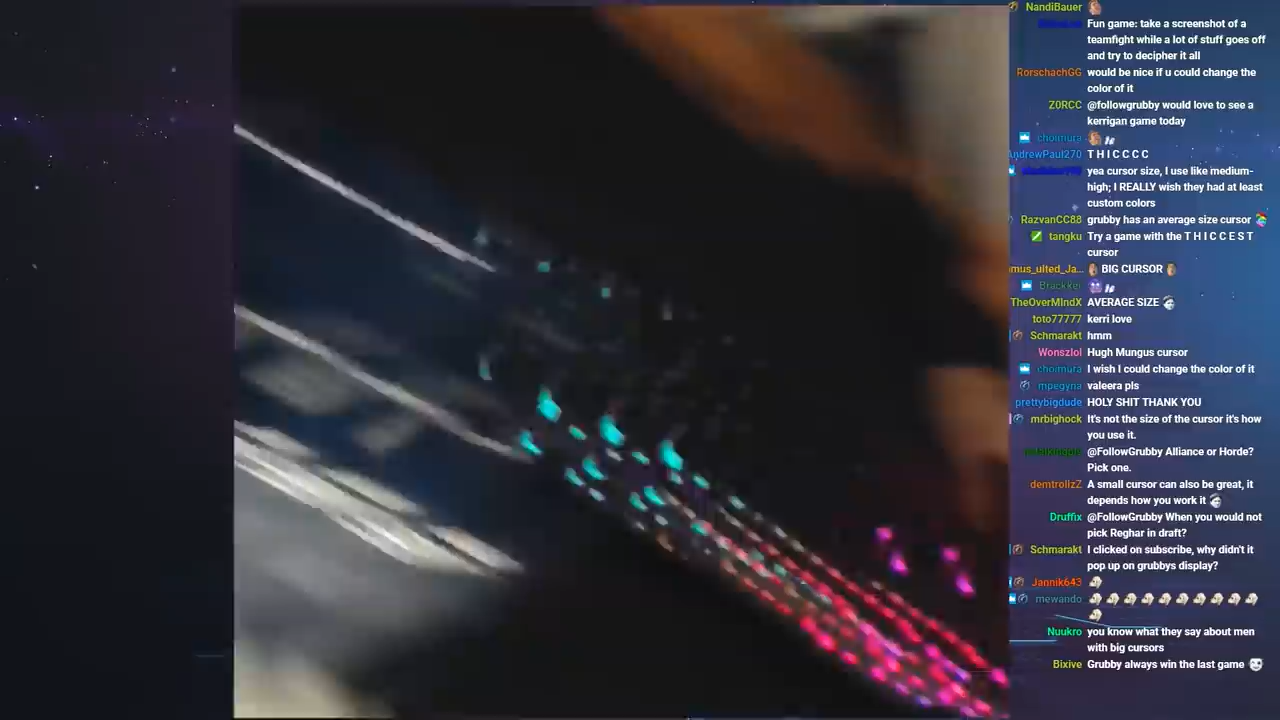 NandiBauer
Fun game: take a screenshot of a
teamfight while a lot of stuff goes off
and try to decipher it all
RorschachGG would be nice if u could change the
color of it
Z0RCC @followgrubby would love to see a
kerrigan game today
choimura
AndrewPaul270 T H I C C C C
yea cursor size, I use like medium-
high; I REALLY wish they had at least
custom colors
RazvanCC88 grubby has an average size cursor
tangku Try a game with the T H I C C E S T
cursor
mus_ulted_Ja... BIG CURSOR
Brackker
TheOverMIndX AVERAGE SIZE
toto77777 kerri love
Schmarakt hmm
Wonszlol Hugh Mungus cursor
choimura I wish I could change the color of it
mpegyna valeera pls
prettybigdude HOLY SHIT THANK YOU
mrbighock It's not the size of the cursor it's how
you use it.
@FollowGrubby Alliance or Horde?
Pick one.
demtrolizZ A small cursor can also be great, it
depends how you work it
Druffix @FollowGrubby When you would not
pick Reghar in draft?
Schmarakt I clicked on subscribe, why didn't it
pop up on grubbys display?
Jannik643
mewando
Nuukro you know what they say about men
with big cursors
Bixive Grubby always win the last game